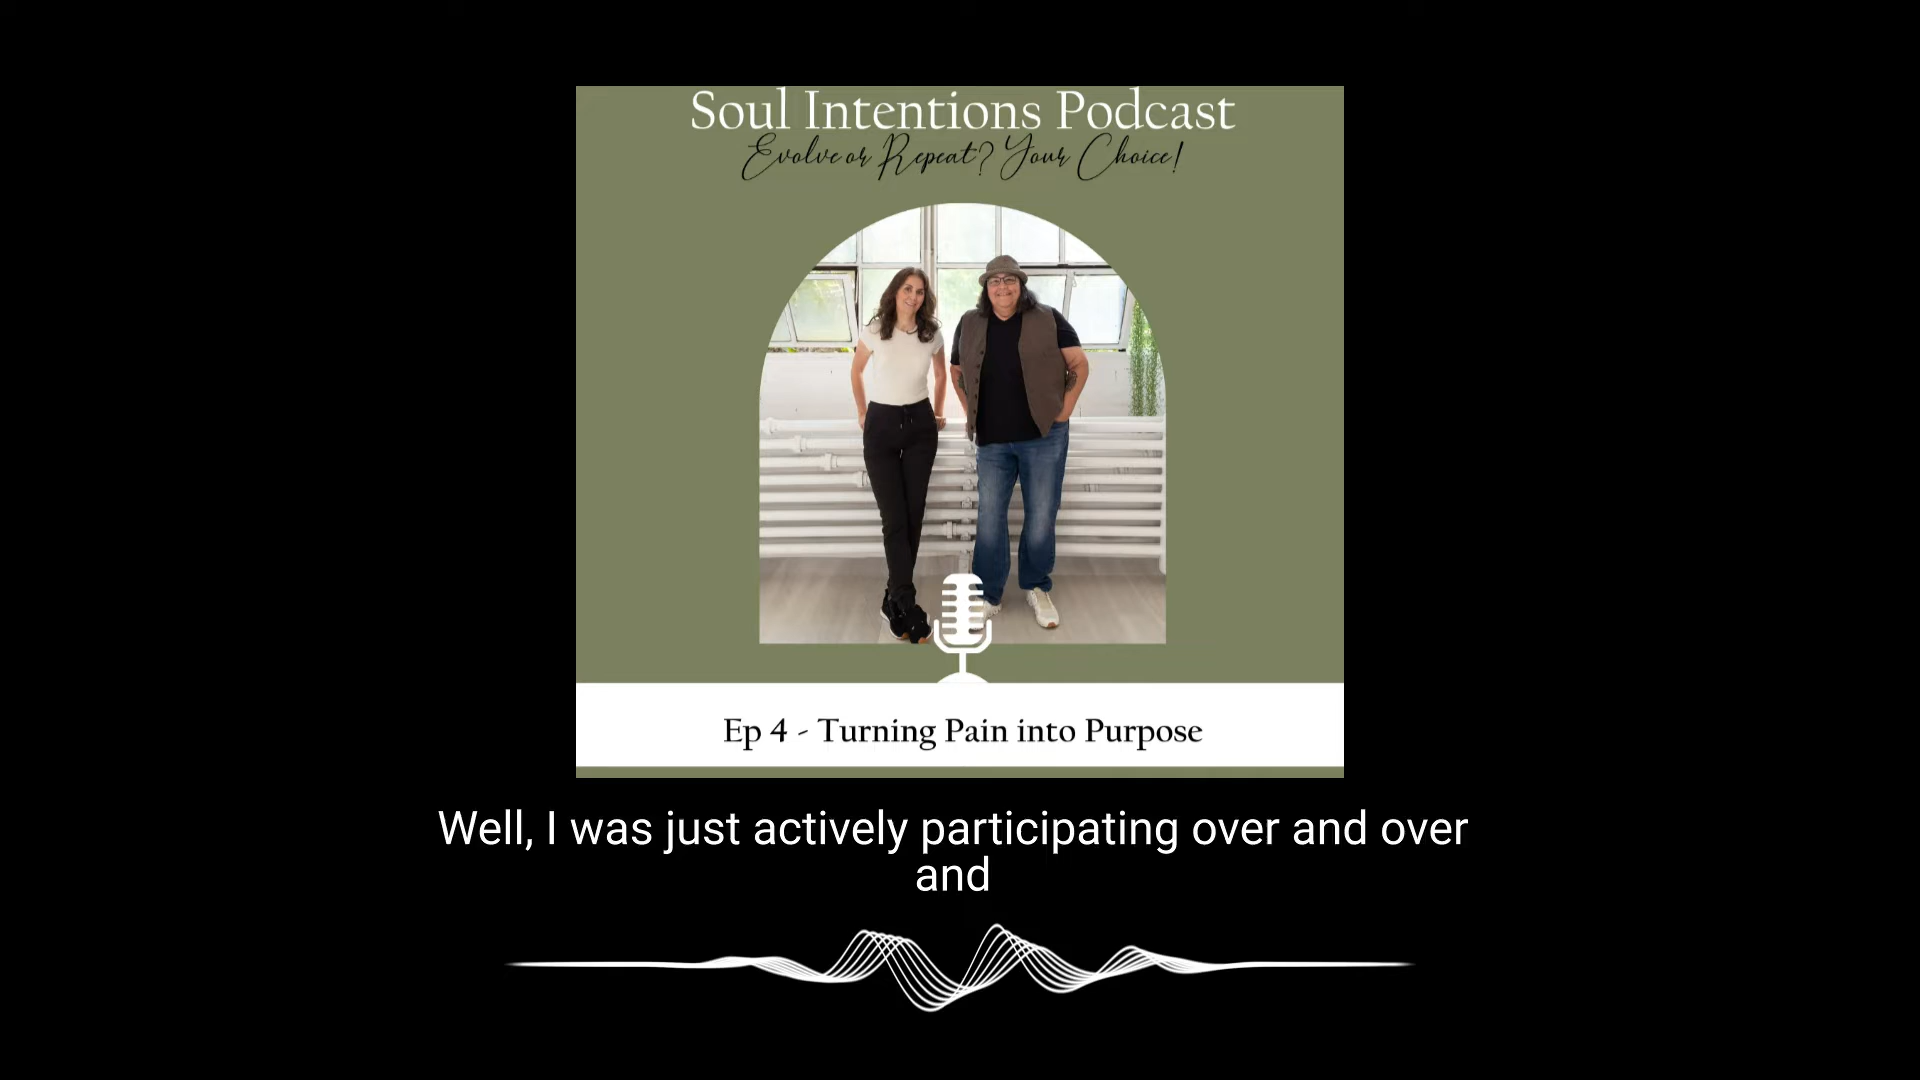 Soul Intentions Podcast
Evolve or Repeat? Your Choice!
Ep 4 - Turning Pain into Purpose
Well, I was just actively participating over and over
and